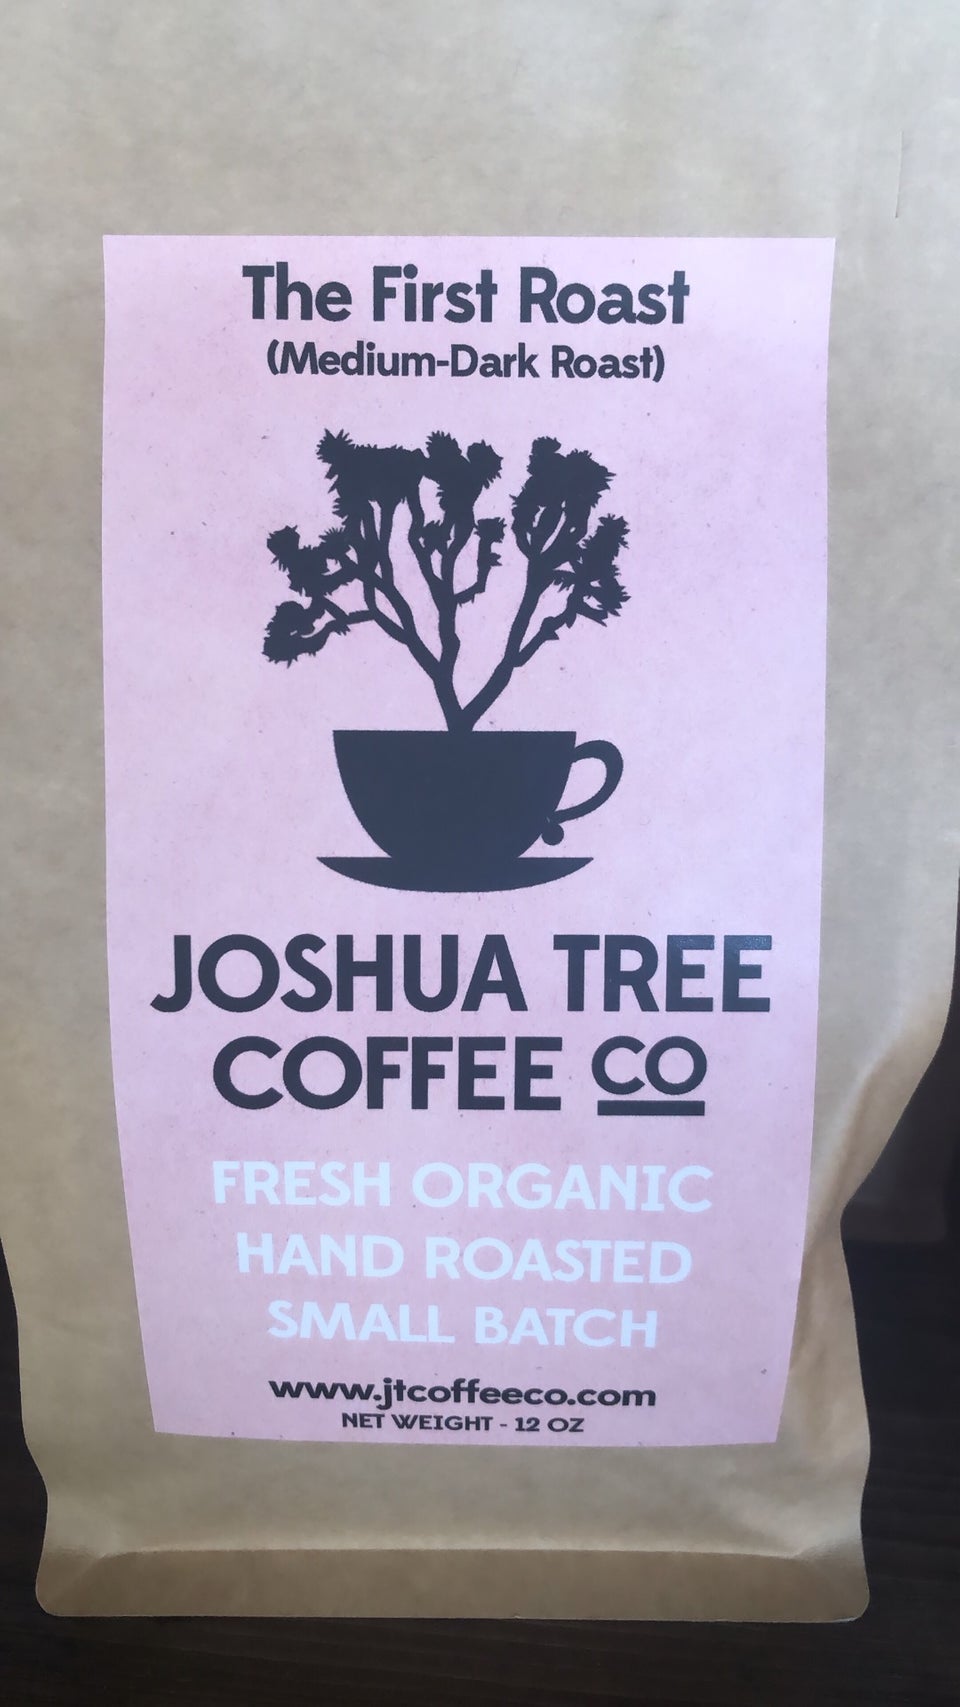 The First Roast
(Medium-Dark Roast)
JOSHUA TREE
COFFEE CO
FRESH ORGANIC
HAND ROASTED
SMALL BATCH
www.jtcoffeeco.com
NET WEIGHT - 12 OZ